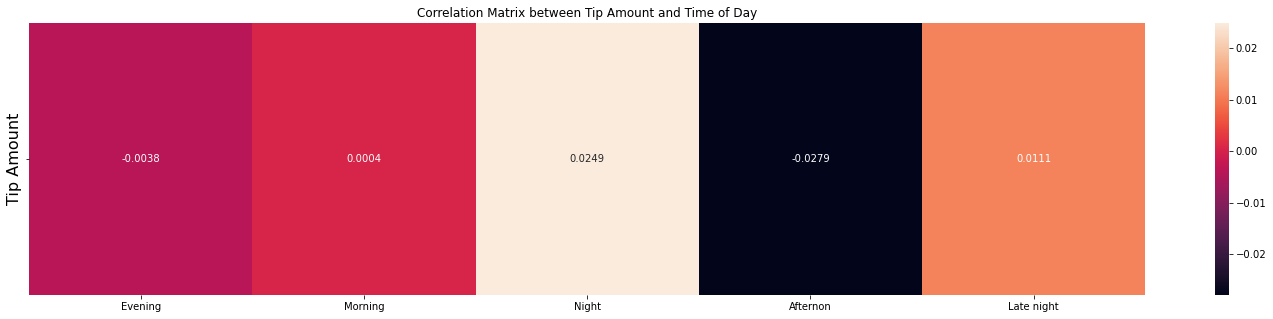 Correlation Matrix between Tip Amount and Time of Day
Tip Amount
-0.0038 0.0004 0.0249 -0.0279 0.0111
Evening Morning Night Afternon Late night
0.02
0.01
0.00
−0.01
−0.02